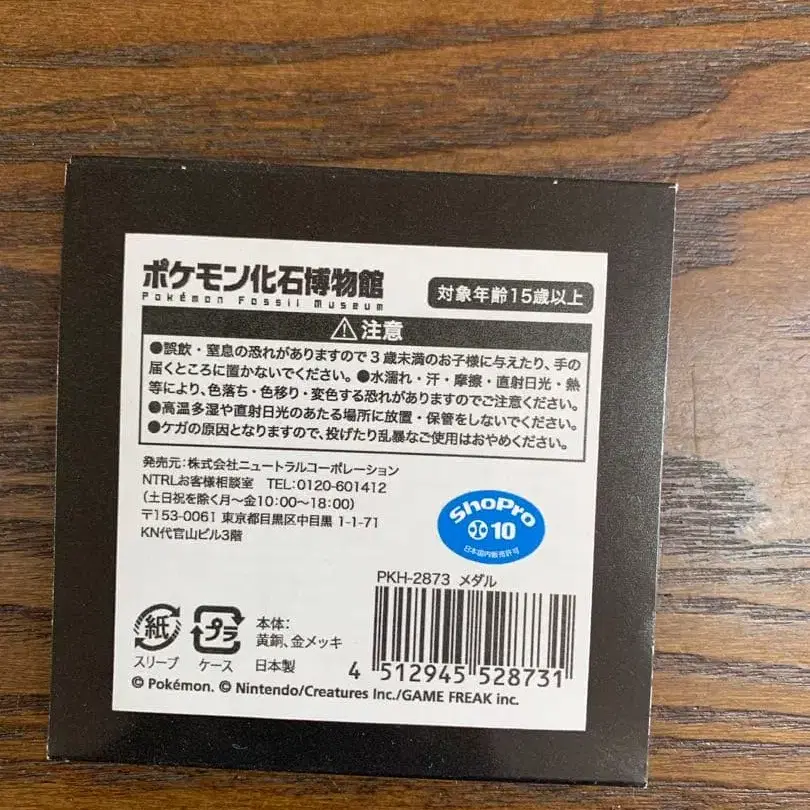 ポケモン化石博物館
Pokémon Fossil Museum
対象年齢15歳以上
注意
●誤飲・窒息の恐れがありますので3歳未満のお子様に与えたり、手の
届くところに置かないでください。●水濡れ・汗・摩擦・直射日光・熱
等により、色落ち・色移り・変色する恐れがありますのでご注意ください。
●高温多湿や直射日光のあたる場所に放置・保管をしないでください。
●ケガの原因となりますので、投げたり乱暴なご使用はおやめください。
発売元:株式会社ニュートラルコーポレーション
NTRLお客様相談室 TEL:0120-601412
(土日祝を除く月〜金10:00〜18:00)
〒153-0061 東京都目黒区中目黒 1-1-71
KN代官山ビル3階
ShoPro
10
日本国内販売許可
PKH-2873 メダル
紙
スリーブ
プラ
ケース
本体:
黄銅、金メッキ
日本製
4 512945 528731
© Pokémon. © Nintendo/Creatures Inc./GAME FREAK inc.